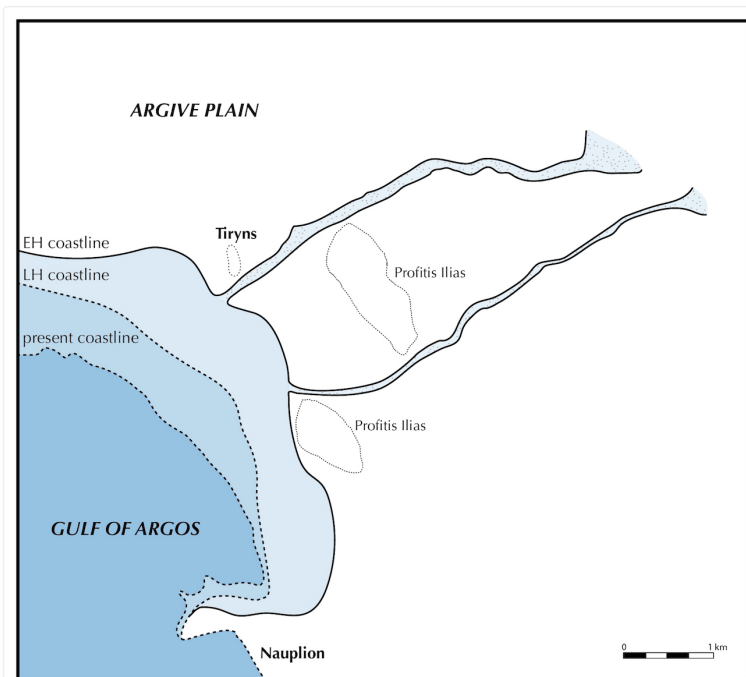 ARGIVE PLAIN
Tiryns
EH coastline
LH coastline
Profitis Ilias
present coastline
Profitis Ilias
GULF OF ARGOS
Nauplion
0 1 km